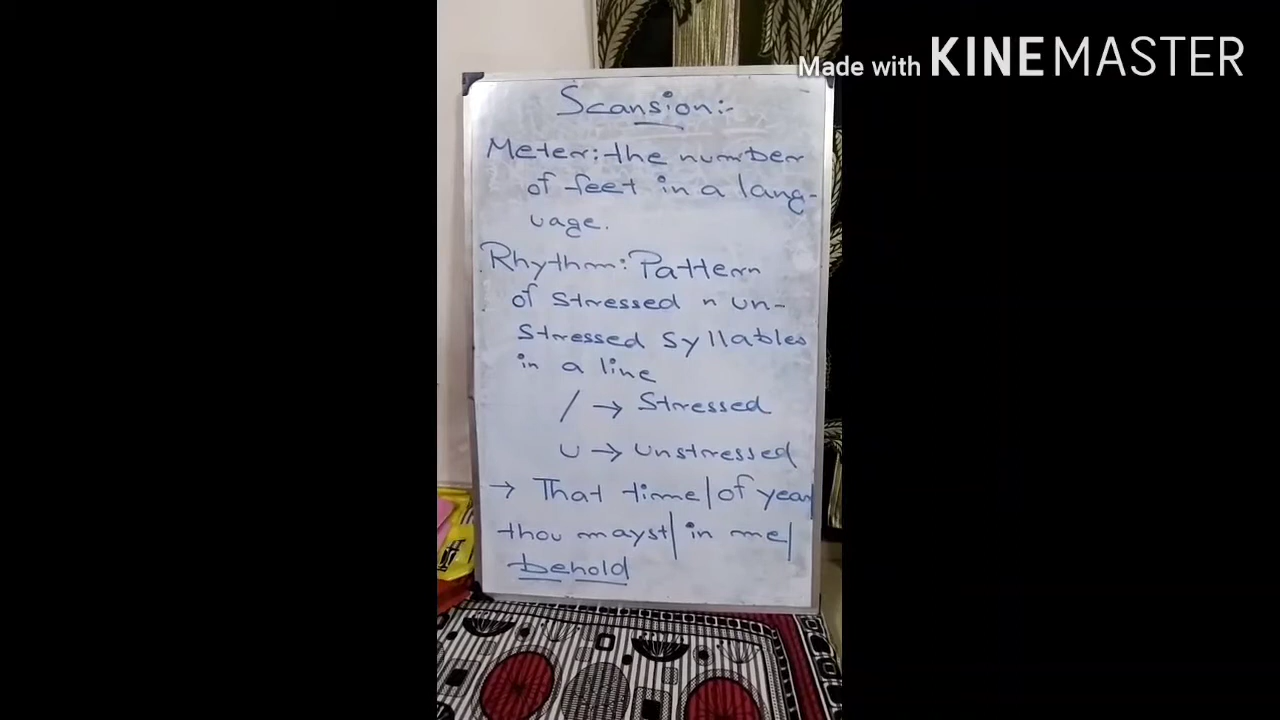 Made with KINEMASTER
Scansion:-
Meter: the number
of feet in a lang-
uage.
Rhythm: Pattern
of stressed n un-
stressed syllables
in a line
/ → Stressed
U → Unstressed
→ That time/of year/
thou mayst/in me/
behold